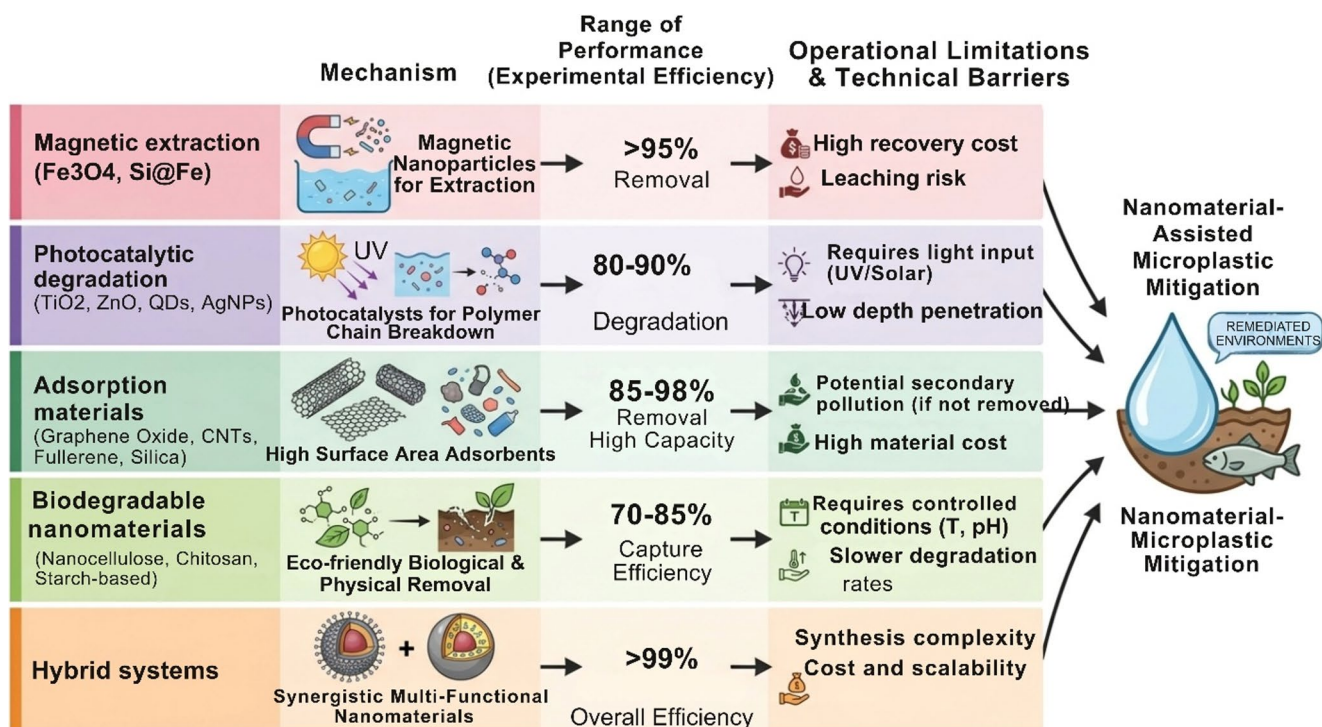 Mechanism
Range of
Performance
(Experimental Efficiency)
Operational Limitations
& Technical Barriers
Magnetic extraction
(Fe3O4, Si@Fe)
Magnetic
Nanoparticles
for Extraction
>95%
Removal
High recovery cost
Leaching risk
Photocatalytic
degradation
(TiO2, ZnO, QDs, AgNPs)
UV
Photocatalysts for Polymer
Chain Breakdown
80-90%
Degradation
Requires light input
(UV/Solar)
Low depth penetration
Adsorption
materials
(Graphene Oxide, CNTs,
Fullerene, Silica)
High Surface Area Adsorbents
85-98%
Removal
High Capacity
Potential secondary
pollution (if not removed)
High material cost
Biodegradable
nanomaterials
(Nanocellulose, Chitosan,
Starch-based)
Eco-friendly Biological &
Physical Removal
70-85%
Capture
Efficiency
T
Requires controlled
conditions (T, pH)
Slower degradation
rates
Hybrid systems
+
Synergistic Multi-Functional
Nanomaterials
>99%
Overall Efficiency
Synthesis complexity
Cost and scalability
Nanomaterial-
Assisted
Microplastic
Mitigation
REMEDIATED
ENVIRONMENTS
Nanomaterial-
Microplastic
Mitigation